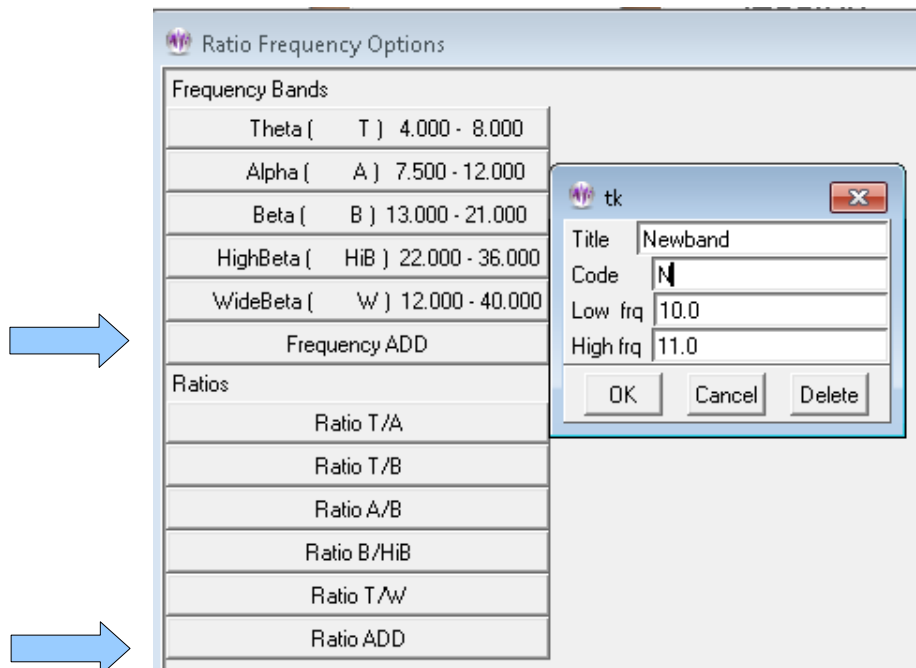 Ratio Frequency Options
Frequency Bands
Theta ( T ) 4.000 - 8.000
Alpha ( A ) 7.500 - 12.000
Beta ( B ) 13.000 - 21.000
HighBeta ( HiB ) 22.000 - 36.000
WideBeta ( W ) 12.000 - 40.000
Frequency ADD
Ratios
Ratio T/A
Ratio T/B
Ratio A/B
Ratio B/HiB
Ratio T/W
Ratio ADD
tk
Title Newband
Code N
Low frq 10.0
High frq 11.0
OK Cancel Delete